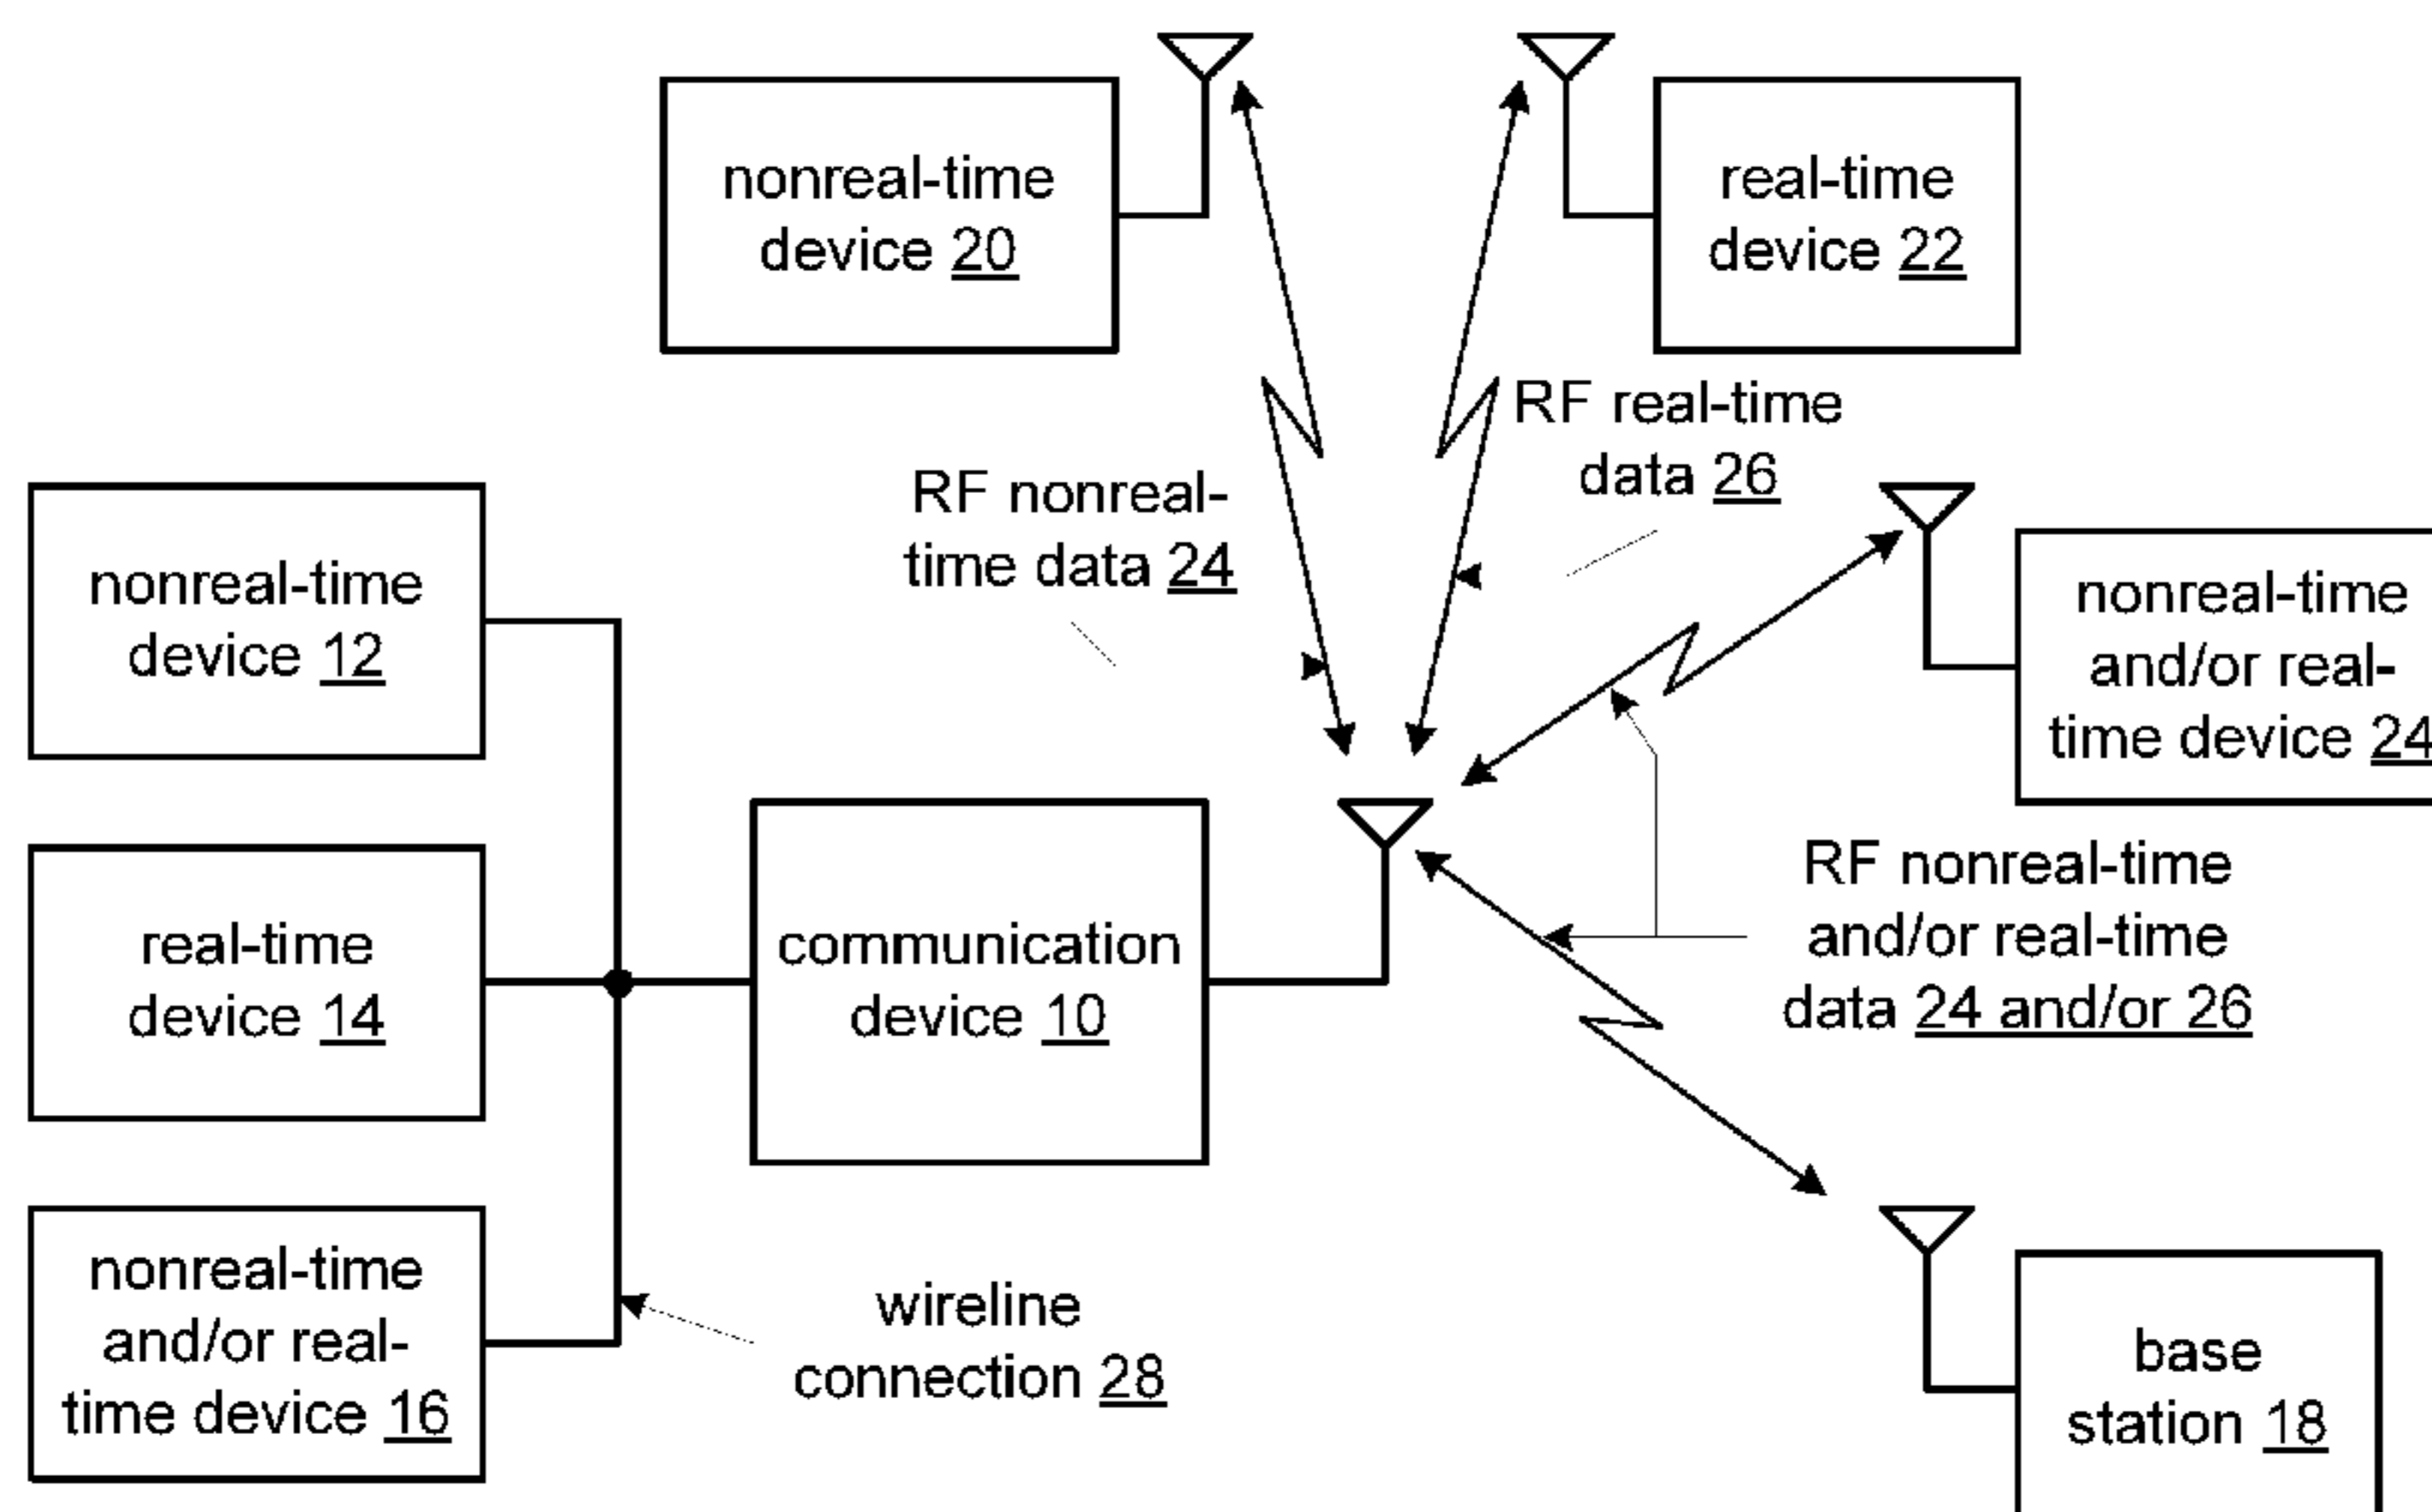 nonreal-time
device 20
real-time
device 22
RF real-time
data 26
RF nonreal-
time data 24
nonreal-time
device 12
nonreal-time
and/or real-
time device 24
real-time
device 14
communication
device 10
RF nonreal-time
and/or real-time
data 24 and/or 26
nonreal-time
and/or real-
time device 16
wireline
connection 28
base
station 18